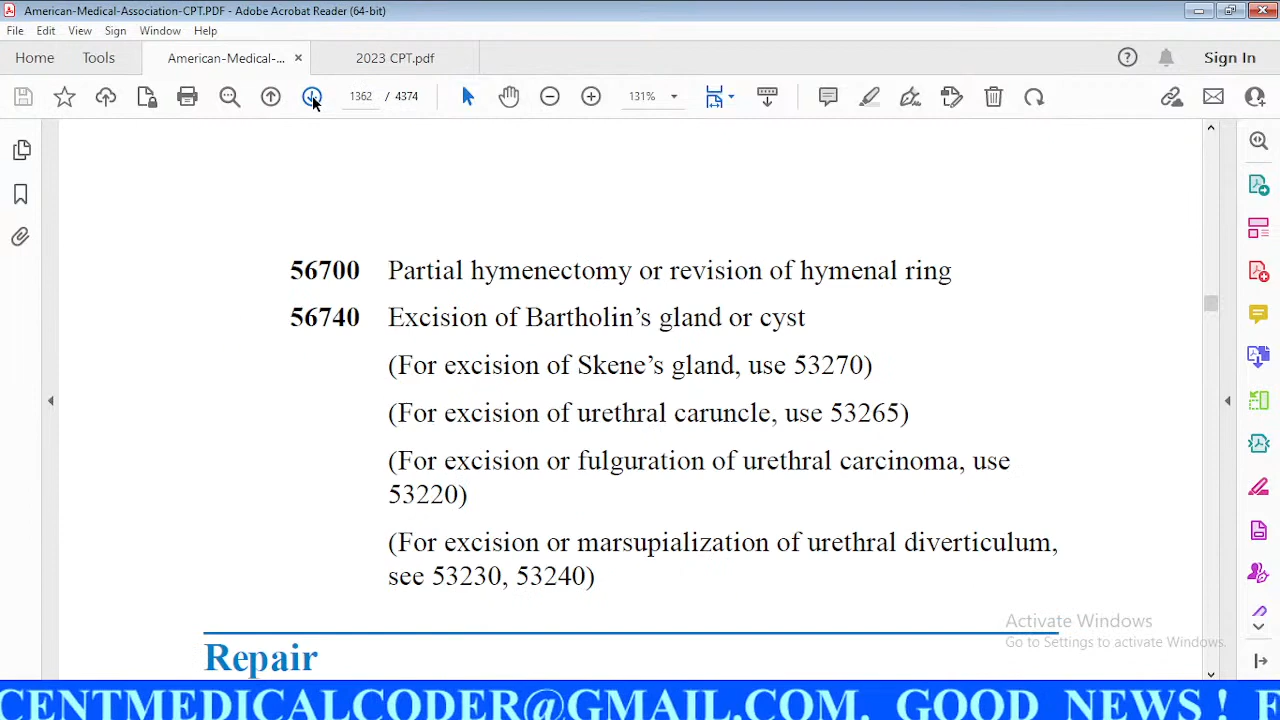 American-Medical-Association-CPT.PDF - Adobe Acrobat Reader (64-bit)
File Edit View Sign Window Help
Home Tools American-Medical-... × 2023 CPT.pdf Sign In
1362 / 4374 131%
56700 Partial hymenectomy or revision of hymenal ring
56740 Excision of Bartholin’s gland or cyst
(For excision of Skene’s gland, use 53270)
(For excision of urethral caruncle, use 53265)
(For excision or fulguration of urethral carcinoma, use
53220)
(For excision or marsupialization of urethral diverticulum,
see 53230, 53240)
Activate Windows
Go to Settings to activate Windows.
Repair
CENTMEDICALCODER@GMAIL.COM. GOOD NEWS !